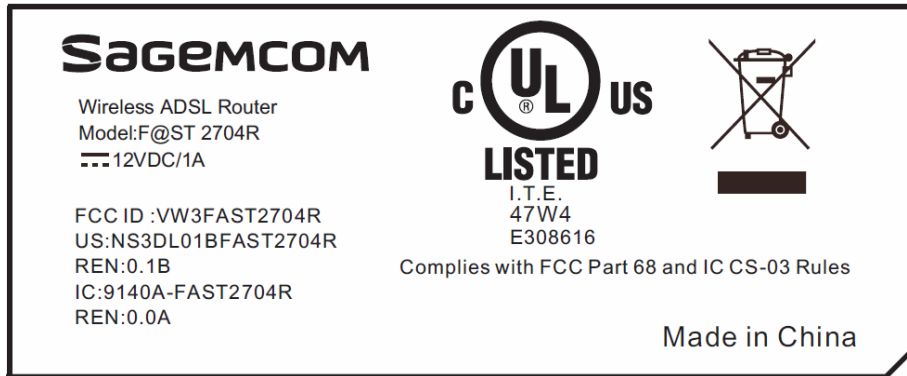 Sagemcom
Wireless ADSL Router
Model:F@ST 2704R
12VDC/1A
FCC ID :VW3FAST2704R
US:NS3DL01BFAST2704R
REN:0.1B
IC:9140A-FAST2704R
REN:0.0A
C UL US
®
LISTED
I.T.E.
47W4
E308616
Complies with FCC Part 68 and IC CS-03 Rules
Made in China